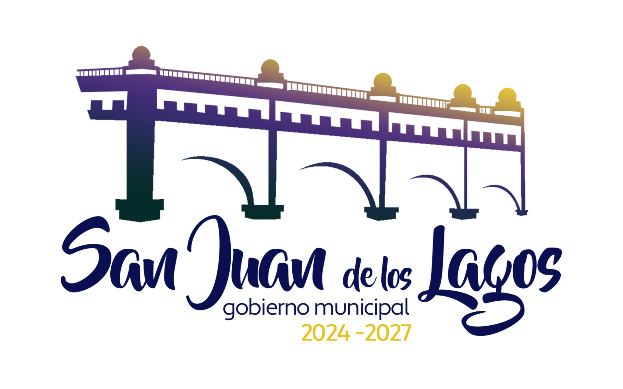 San Juan de los Lagos
gobierno municipal
2024 -2027